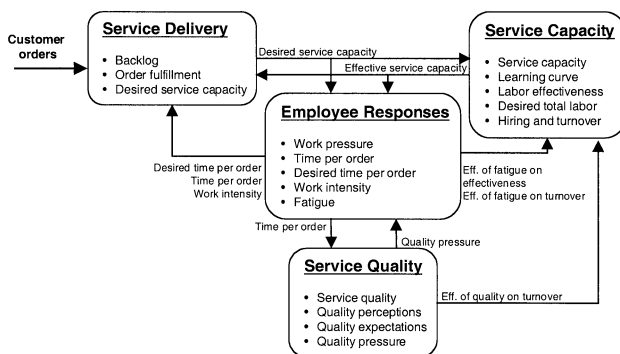 Customer
orders
Service Delivery
• Backlog
• Order fulfillment
• Desired service capacity
Desired service capacity
Effective service capacity
Service Capacity
• Service capacity
• Learning curve
• Labor effectiveness
• Desired total labor
• Hiring and turnover
Employee Responses
• Work pressure
• Time per order
• Desired time per order
• Work intensity
• Fatigue
Desired time per order
Time per order
Work intensity
Eff. of fatigue on
effectiveness
Eff. of fatigue on turnover
Time per order
Quality pressure
Service Quality
• Service quality
• Quality perceptions
• Quality expectations
• Quality pressure
Eff. of quality on turnover